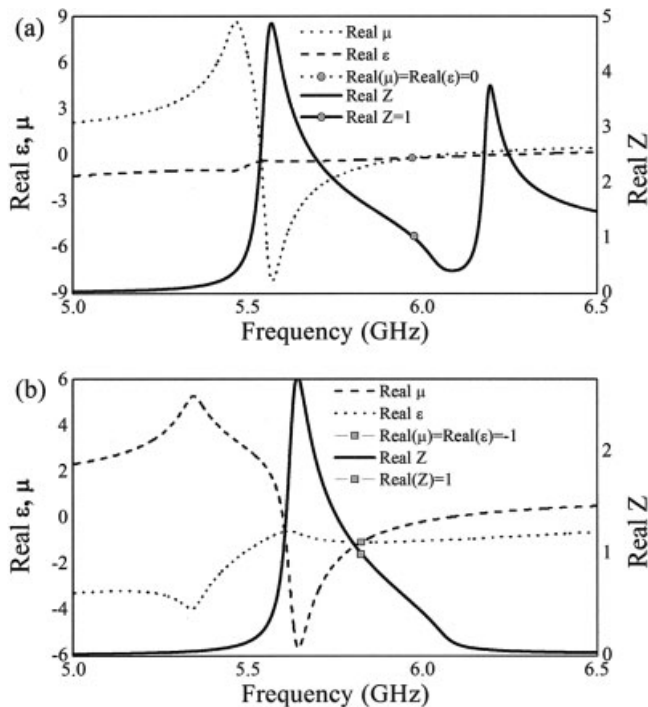 (a)
9
6
3
0
-3
-6
-9
Real ε, μ
5
4
3
2
1
0
Real Z
Real μ
Real ε
Real(μ)=Real(ε)=0
Real Z
Real Z=1
5.0
5.5
6.0
6.5
Frequency (GHz)
(b)
6
4
2
0
-2
-4
-6
Real ε, μ
2
1
0
Real Z
Real μ
Real ε
Real(μ)=Real(ε)=-1
Real Z
Real(Z)=1
5.0
5.5
6.0
6.5
Frequency (GHz)